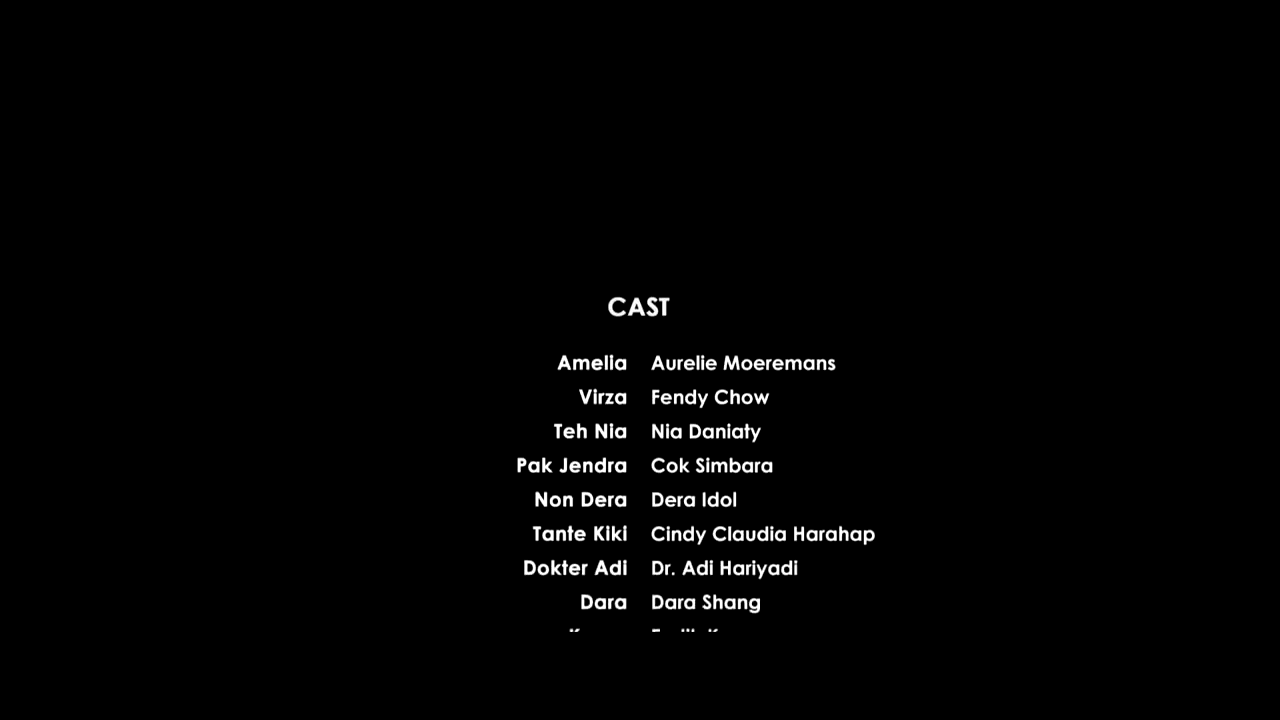 CAST
Amelia Aurelie Moeremans
Virza Fendy Chow
Teh Nia Nia Daniaty
Pak Jendra Cok Simbara
Non Dera Dera Idol
Tante Kiki Cindy Claudia Harahap
Dokter Adi Dr. Adi Hariyadi
Dara Dara Shang